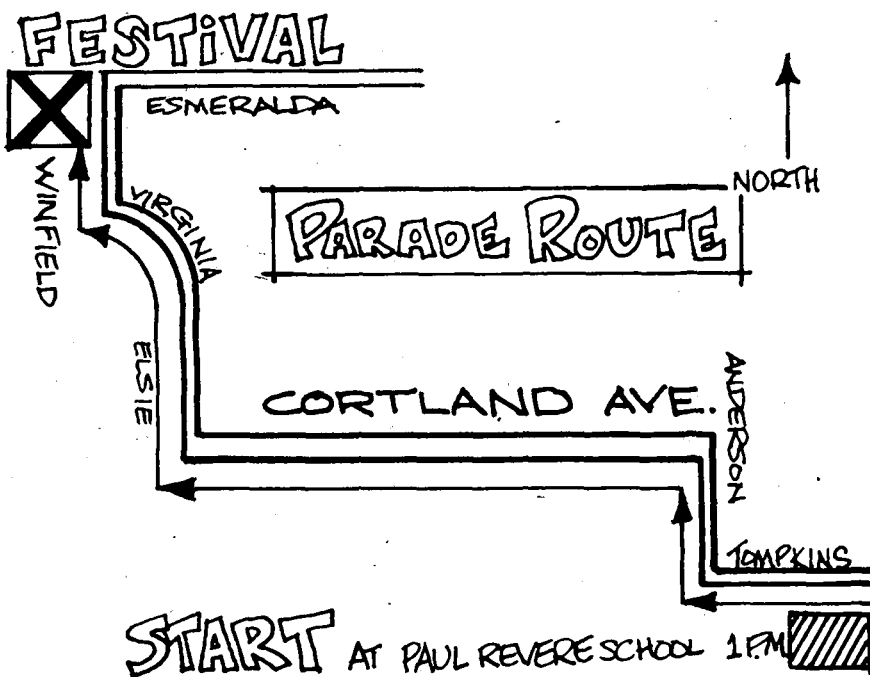 FESTiVAL
ESMERALDA
NORTH
WINFIELD
VIRGINIA
PARADE ROUTE
ELSIE
CORTLAND AVE.
ANDERSON
TOMPKINS
START AT PAUL REVERE SCHOOL 1P.M